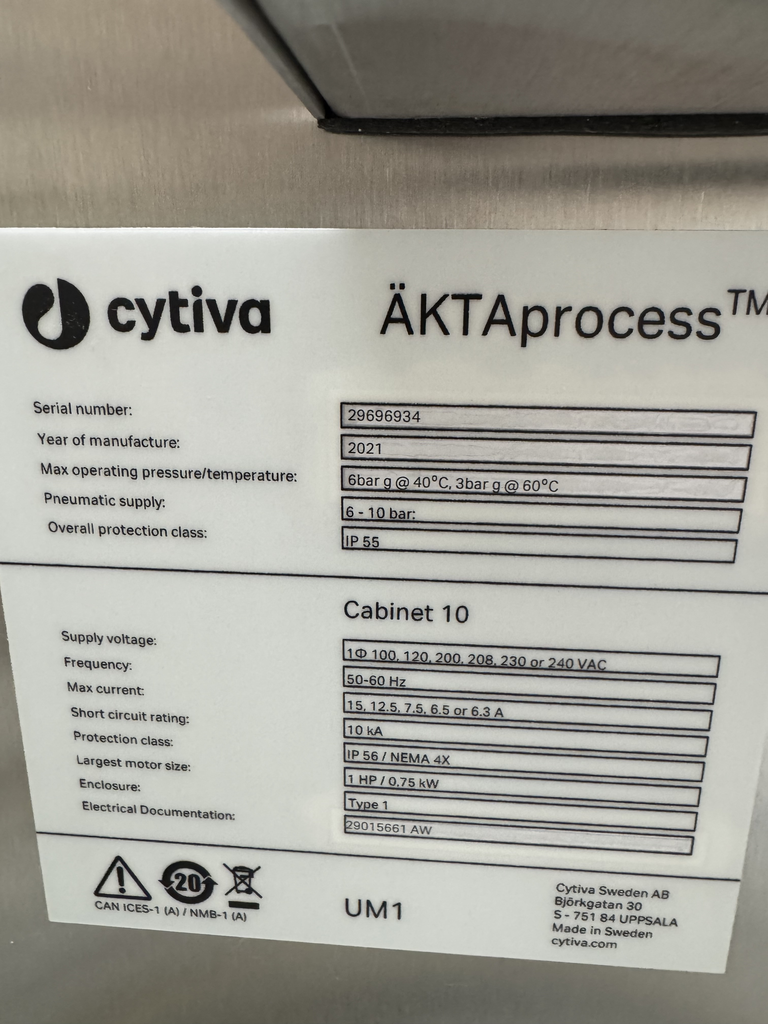 cytiva
ÄKTAprocess™
Serial number: 29696934
Year of manufacture: 2021
Max operating pressure/temperature: 6bar g @ 40°C, 3bar g @ 60°C
Pneumatic supply: 6 - 10 bar:
Overall protection class: IP 55
Cabinet 10
Supply voltage: 1Φ 100, 120, 200, 208, 230 or 240 VAC
Frequency: 50-60 Hz
Max current: 15, 12.5, 7.5, 6.5 or 6.3 A
Short circuit rating: 10 kA
Protection class: IP 56 / NEMA 4X
Largest motor size: 1 HP / 0.75 kW
Enclosure: Type 1
Electrical Documentation: 29015661 AW
20
CAN ICES-1 (A) / NMB-1 (A)
UM1
Cytiva Sweden AB
Björkgatan 30
S - 751 84 UPPSALA
Made in Sweden
cytiva.com